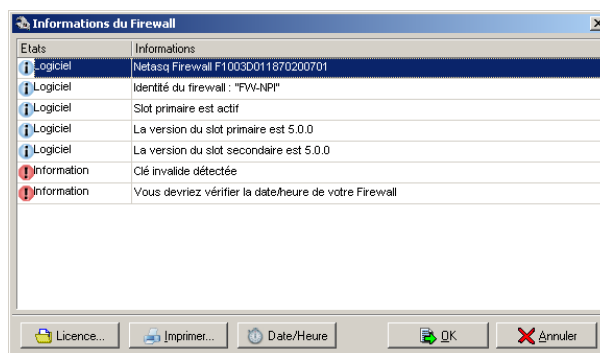 Informations du Firewall
Etats Informations
Logiciel Netasq Firewall F1003D011870200701
Logiciel Identité du firewall : "FW-NPI"
Logiciel Slot primaire est actif
Logiciel La version du slot primaire est 5.0.0
Logiciel La version du slot secondaire est 5.0.0
Information Clé invalide détectée
Information Vous devriez vérifier la date/heure de votre Firewall
Licence... Imprimer... Date/Heure OK Annuler